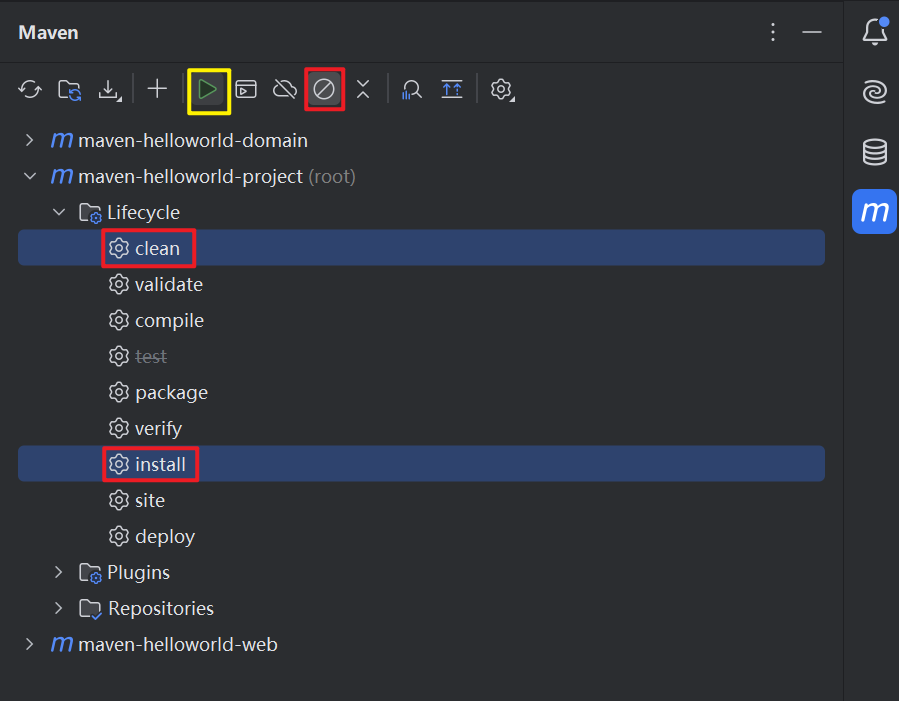 Maven
m maven-helloworld-domain
m maven-helloworld-project (root)
Lifecycle
clean
validate
compile
test
package
verify
install
site
deploy
Plugins
Repositories
m maven-helloworld-web
m